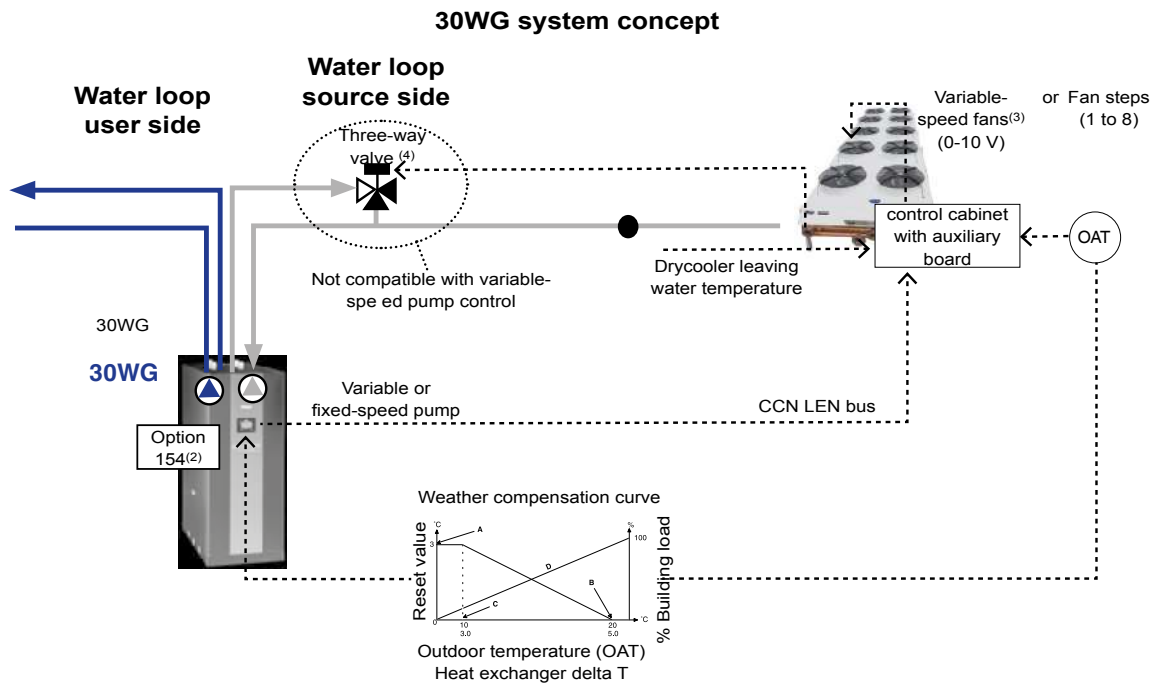 30WG system concept
Water loop
source side
Water loop
user side
Three-way
valve (4)
Variable-
speed fans(3)
(0-10 V)
or Fan steps
(1 to 8)
control cabinet
with auxiliary
board
OAT
Not compatible with variable-
spe ed pump control
Drycooler leaving
water temperature
30WG
30WG
Variable or
fixed-speed pump
CCN LEN bus
Option
154(2)
Weather compensation curve
Reset value
°C
A
3
%
100
D
B
C
0
10
3.0
20
5.0
°C
% Building load
Outdoor temperature (OAT)
Heat exchanger delta T